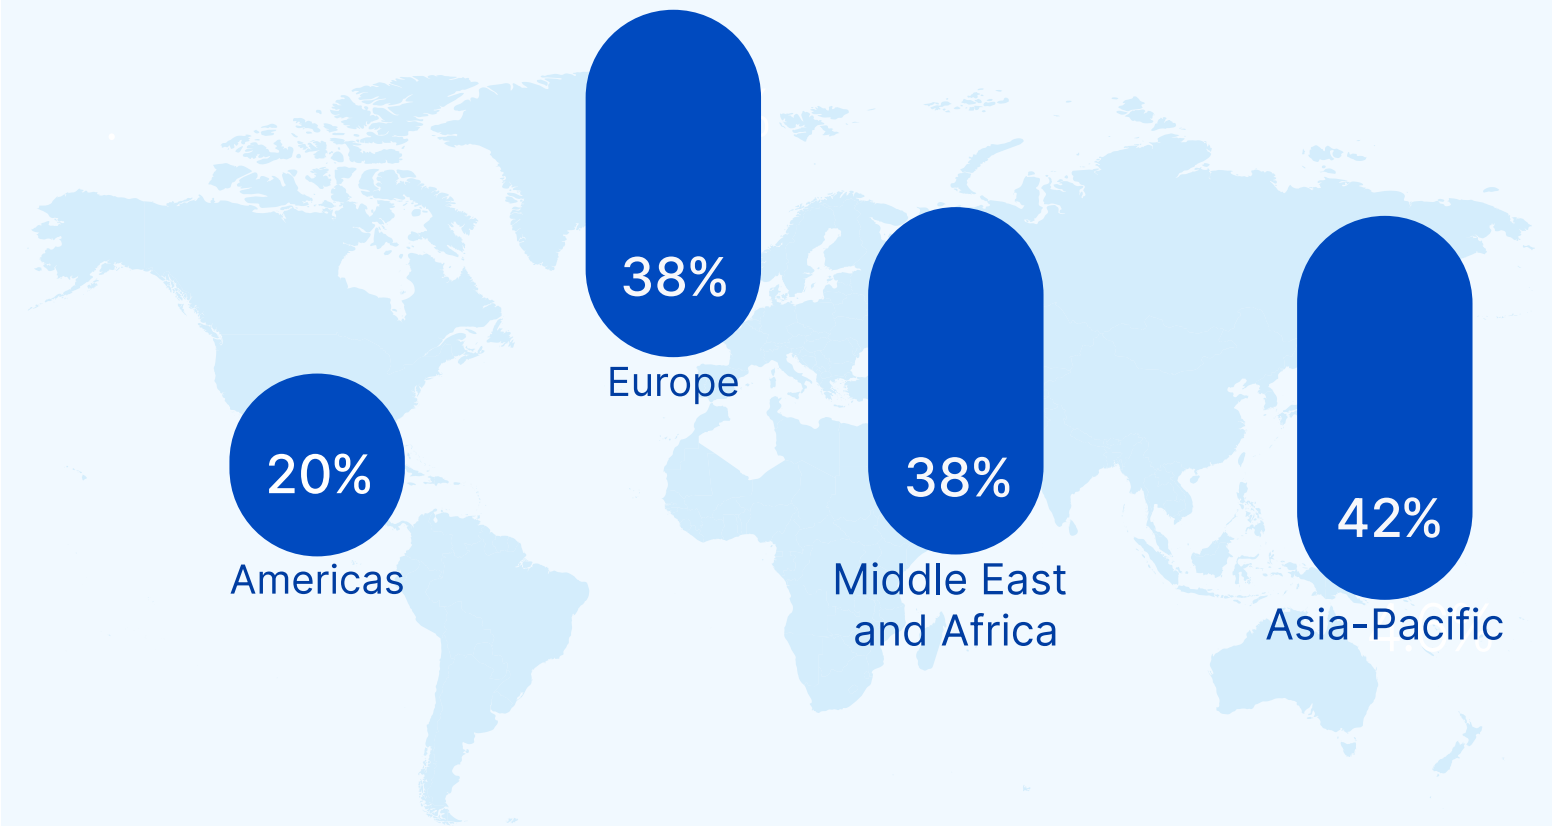 38%
Europe
20%
Americas
38%
Middle East
and Africa
42%
Asia-Pacific